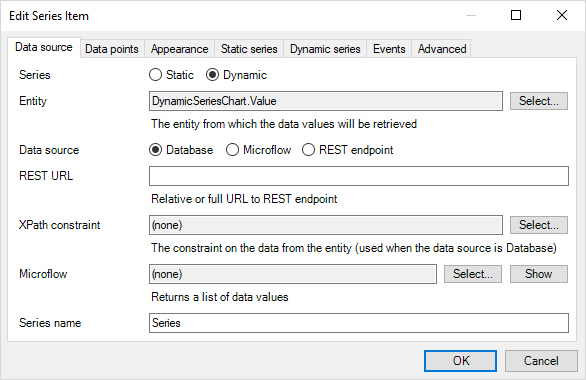 Edit Series Item
Data source Data points Appearance Static series Dynamic series Events Advanced
Series Static Dynamic
Entity DynamicSeriesChart.Value Select...
The entity from which the data values will be retrieved
Data source Database Microflow REST endpoint
REST URL
Relative or full URL to REST endpoint
XPath constraint (none) Select...
The constraint on the data from the entity (used when the data source is Database)
Microflow (none) Select... Show
Returns a list of data values
Series name Series
OK Cancel